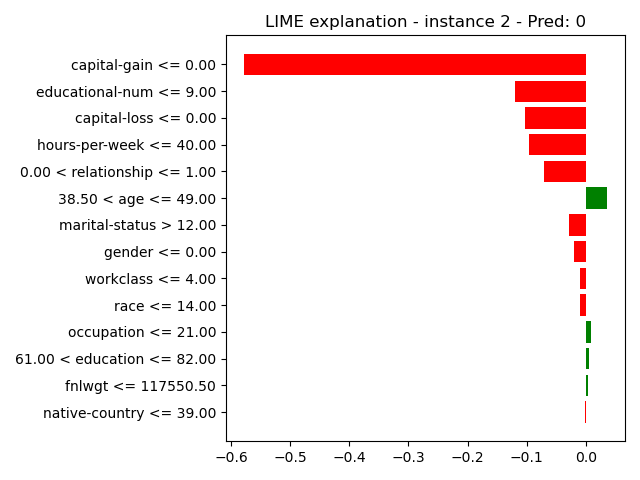 LIME explanation - instance 2 - Pred: 0
capital-gain <= 0.00
educational-num <= 9.00
capital-loss <= 0.00
hours-per-week <= 40.00
0.00 < relationship <= 1.00
38.50 < age <= 49.00
marital-status > 12.00
gender <= 0.00
workclass <= 4.00
race <= 14.00
occupation <= 21.00
61.00 < education <= 82.00
fnlwgt <= 117550.50
native-country <= 39.00
−0.6 −0.5 −0.4 −0.3 −0.2 −0.1 0.0